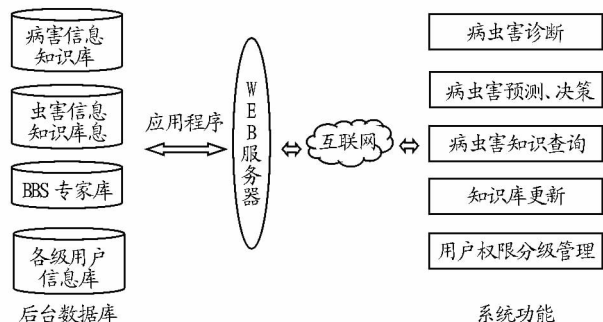 病害信息
知识库
虫害信息
知识库息
BBS 专家库
各级用户
信息库
后台数据库
应用程序
WEB服务器
互联网
病虫害诊断
病虫害预测、决策
病虫害知识查询
知识库更新
用户权限分级管理
系统功能